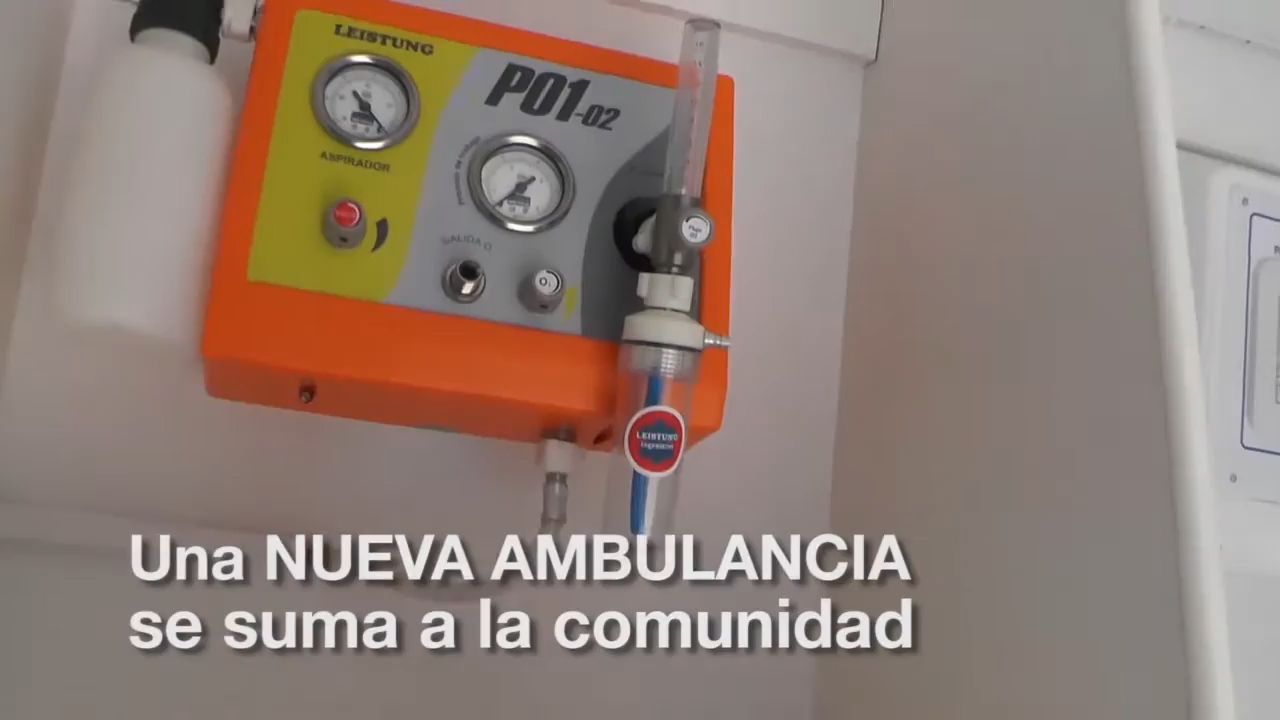 LEISTUNG
P01-02
ASPIRADOR
SALIDA O
LEISTUNG
Una NUEVA AMBULANCIA
se suma a la comunidad